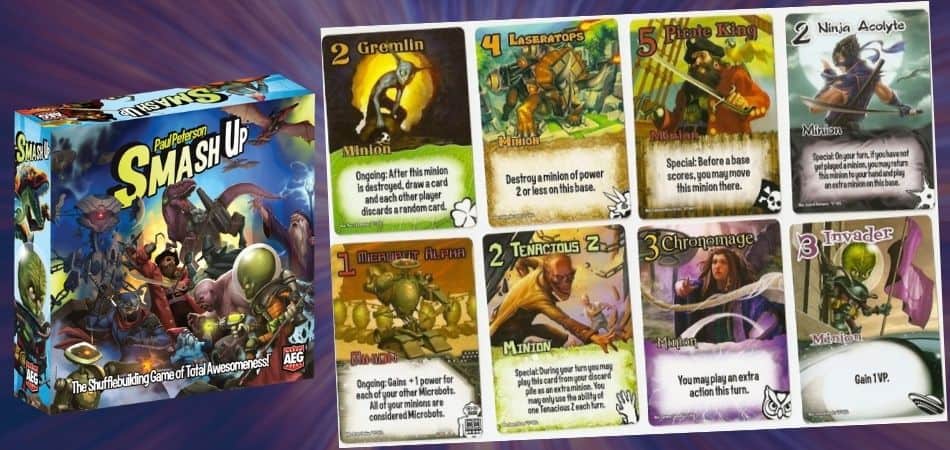 Paul Peterson
SMASH UP
The Shufflebuilding Game of Total Awesomeness!
AEG
SMASH UP
AEG
2 Gremlin
Minion
Ongoing: After this minion
is destroyed, draw a card
and each other player
discards a random card.
4 Laseratops
Minion
Destroy a minion of power
2 or less on this base.
5 Pirate King
Minion
Special: Before a base
scores, you may move
this minion there.
2 Ninja Acolyte
Minion
Special: On your turn, if you have not
yet played a minion, you may return
this minion to your hand and play
an extra minion on this base.
1 Microbot Alpha
Minion
Ongoing: Gains +1 power for
each of your other Microbots.
All of your minions are
considered Microbots.
2 Tenacious Z
Minion
Special: During your turn you may
play this card from your discard
pile as an extra minion. You
may only use the ability of
one Tenacious Z each turn.
3 Chronomage
Minion
You may play an extra
action this turn.
3 Invader
Minion
Gain 1 VP.